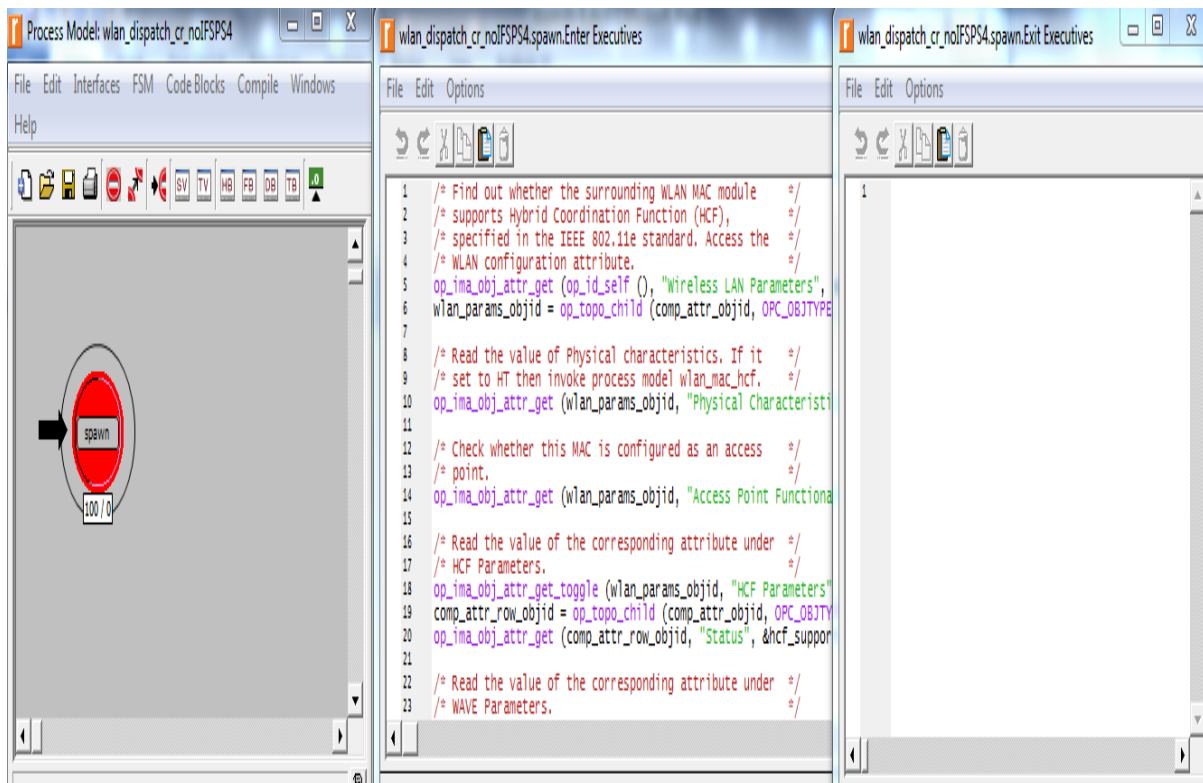 Process Model: wlan_dispatch_cr_noIFSPS4
File Edit Interfaces FSM Code Blocks Compile Windows
Help
SV TV HB FB DB TB
spawn
100 / 0
wlan_dispatch_cr_noIFSPS4.spawn.Enter Executives
File Edit Options
1 /* Find out whether the surrounding WLAN MAC module */
2 /* supports Hybrid Coordination Function (HCF), */
3 /* specified in the IEEE 802.11e standard. Access the */
4 /* WLAN configuration attribute. */
5 op_ima_obj_attr_get (op_id_self (), "Wireless LAN Parameters",
6 wlan_params_objid = op_topo_child (comp_attr_objid, OPC_OBJTYPE
7
8 /* Read the value of Physical characteristics. If it */
9 /* set to HT then invoke process model wlan_mac_hcf. */
10 op_ima_obj_attr_get (wlan_params_objid, "Physical Characteristi
11
12 /* Check whether this MAC is configured as an access */
13 /* point. */
14 op_ima_obj_attr_get (wlan_params_objid, "Access Point Functiona
15
16 /* Read the value of the corresponding attribute under */
17 /* HCF Parameters. */
18 op_ima_obj_attr_get_toggle (wlan_params_objid, "HCF Parameters"
19 comp_attr_row_objid = op_topo_child (comp_attr_objid, OPC_OBJTY
20 op_ima_obj_attr_get (comp_attr_row_objid, "Status", &hcf_suppor
21
22 /* Read the value of the corresponding attribute under */
23 /* WAVE Parameters. */
wlan_dispatch_cr_noIFSPS4.spawn.Exit Executives
File Edit Options
1